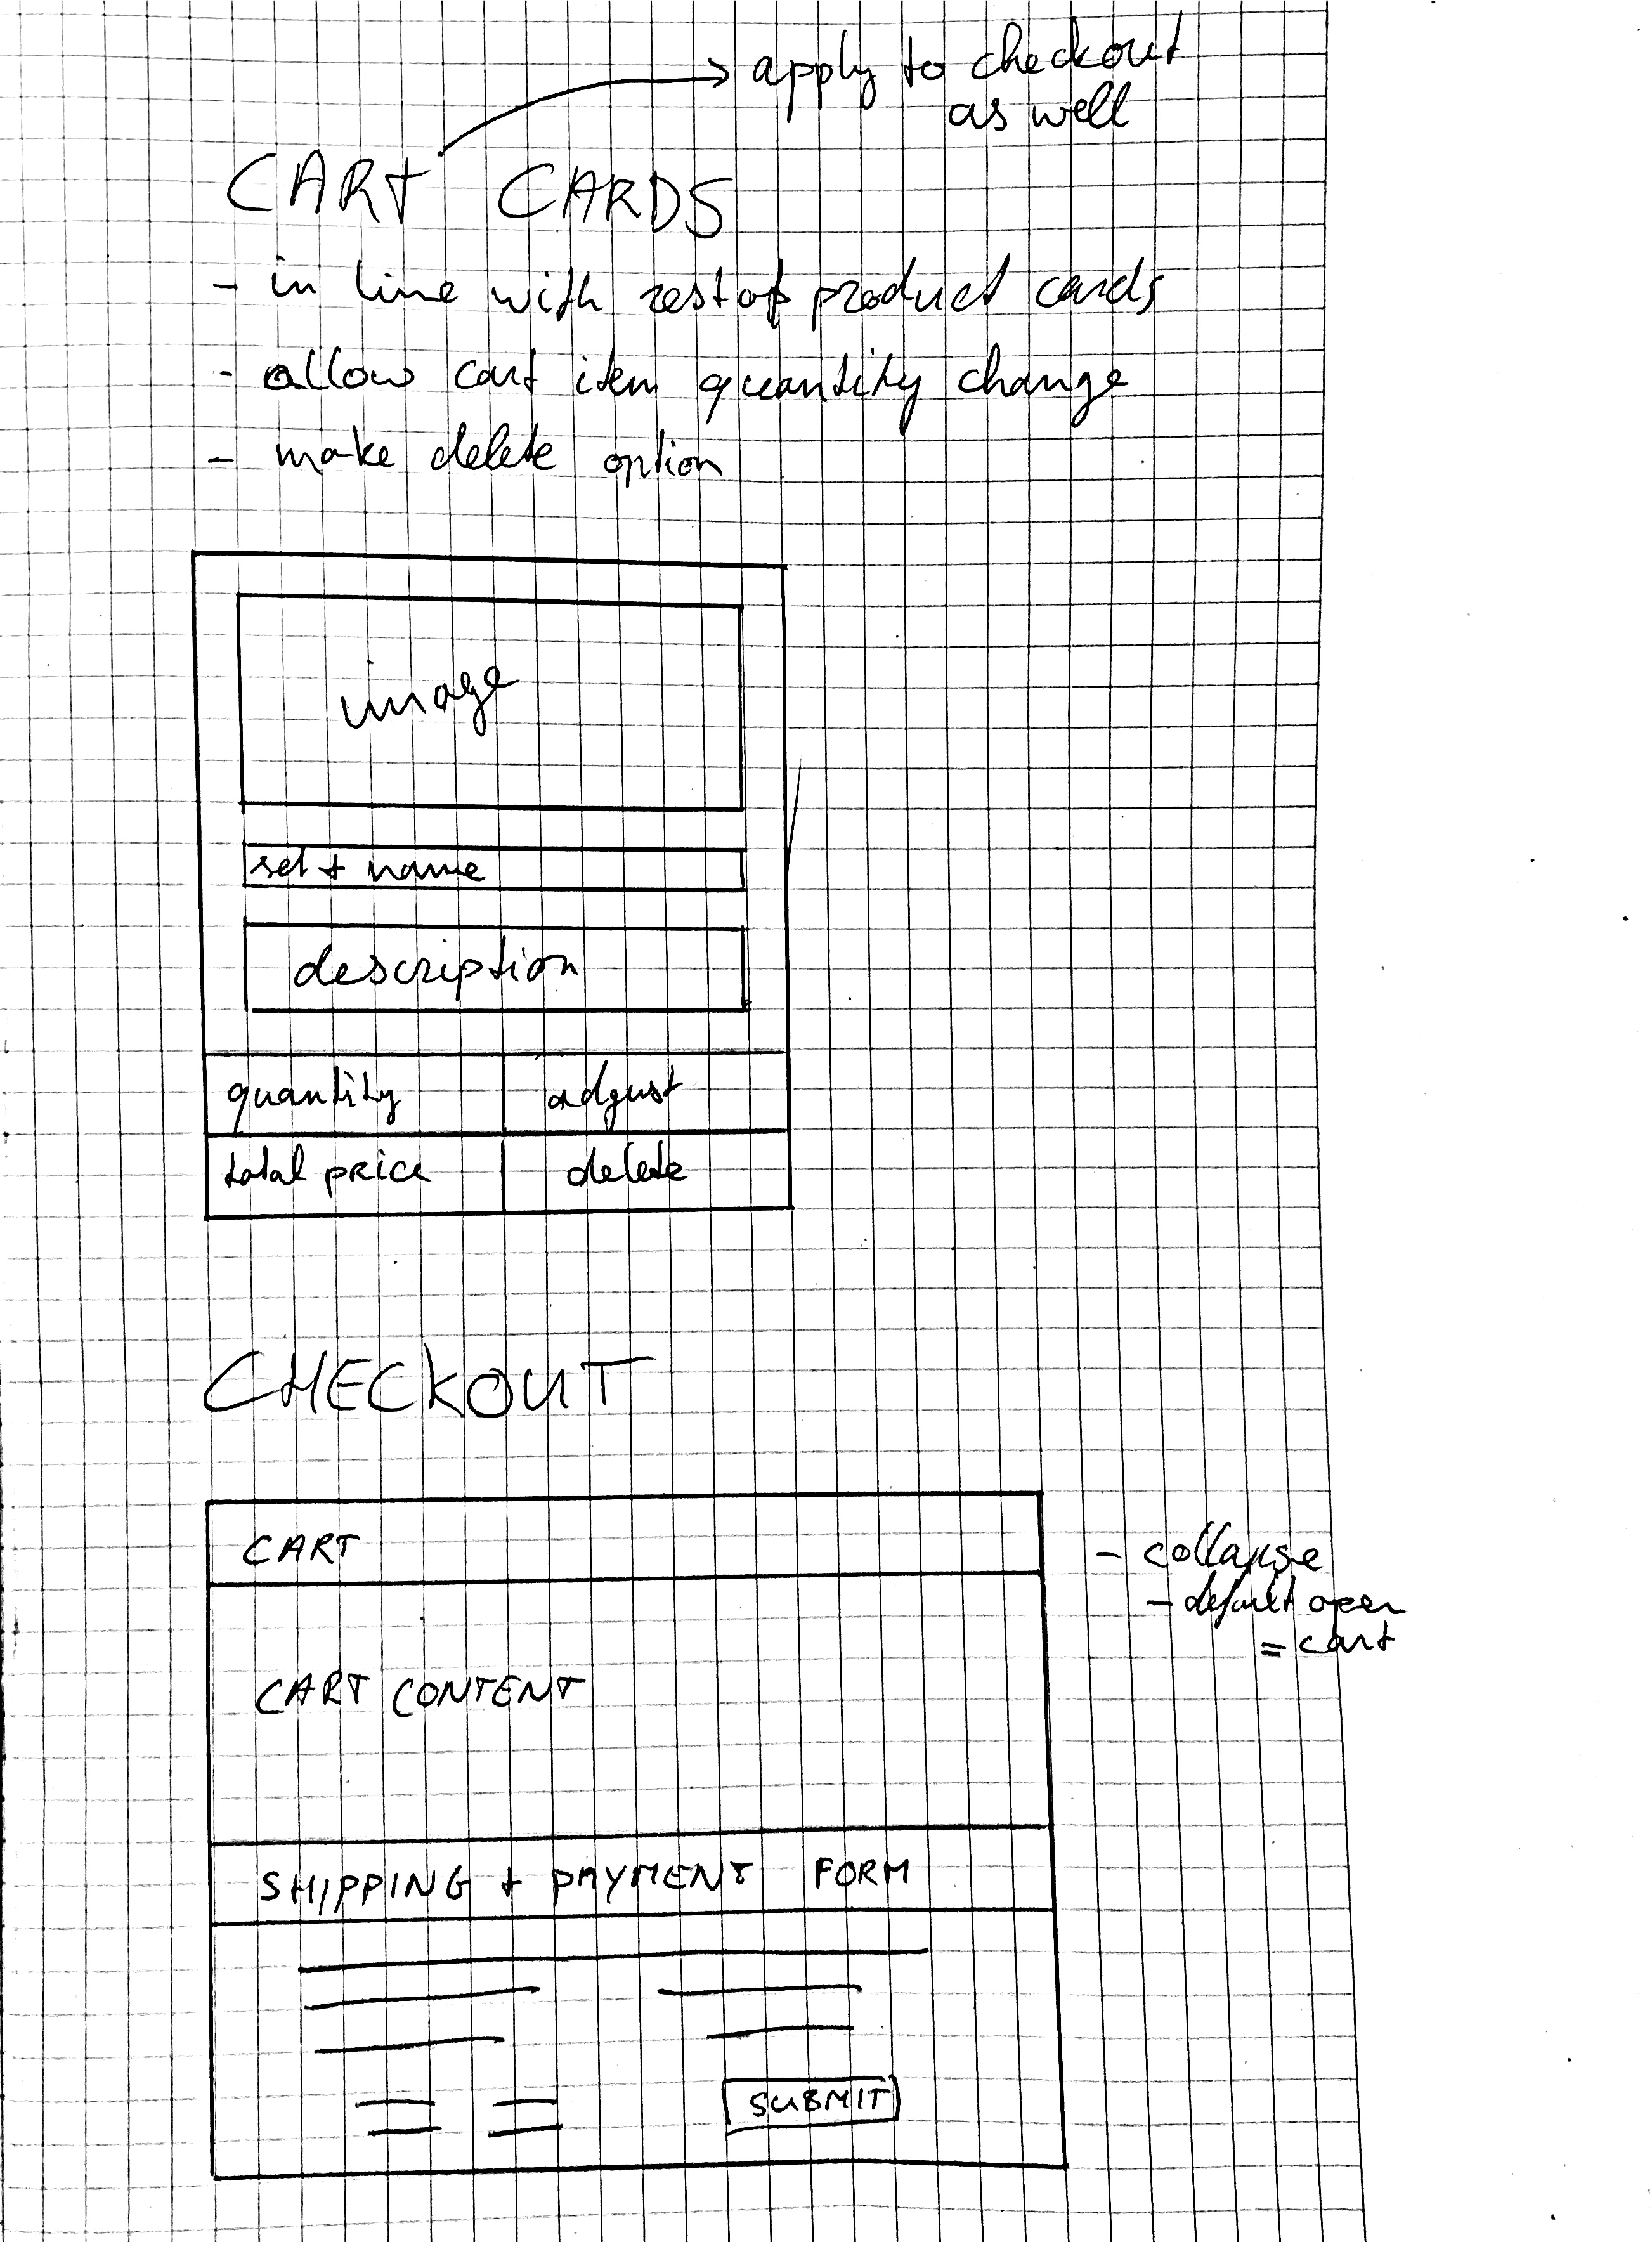 apply to checkout
as well
CART CARDS
- in line with rest of product cards
- allow cart item quantity change
- make delete option
image
set + name
description
quantity adjust
total price delete
CHECKOUT
CART
- collapse
- default open
= cart
CART CONTENT
SHIPPING + PAYMENT FORM
SUBMIT